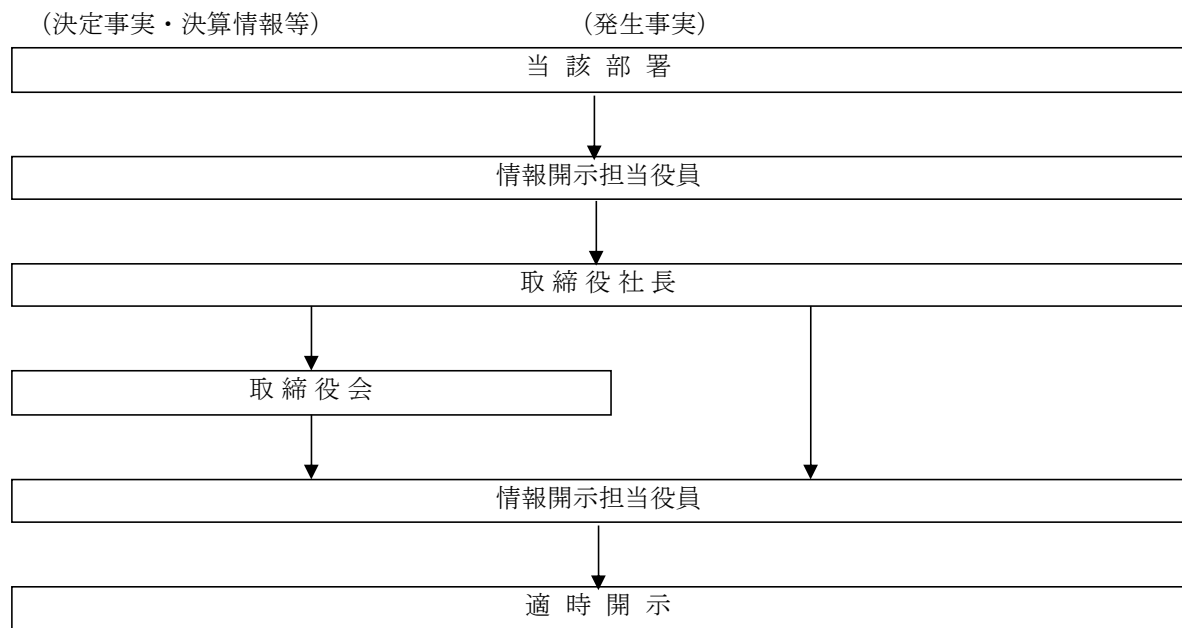 (決定事実・決算情報等) (発生事実)
当該部署
情報開示担当役員
取締役社長
取締役会
情報開示担当役員
適時開示